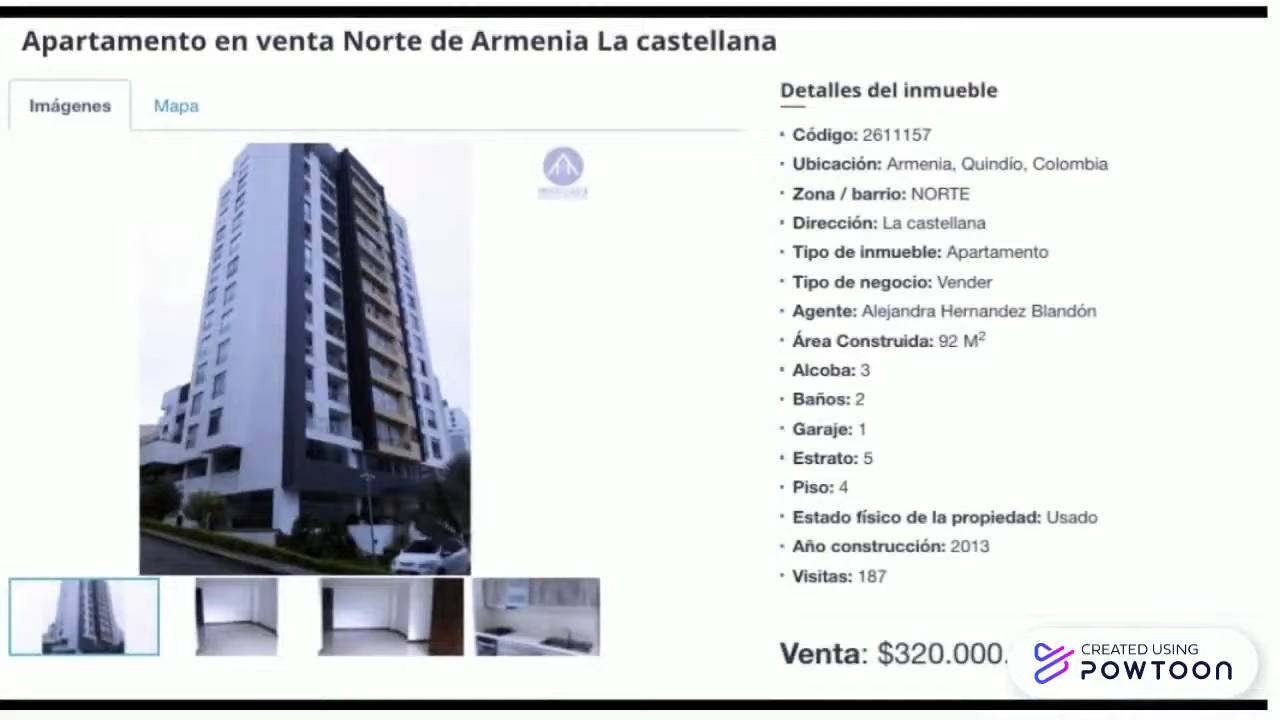 Apartamento en venta Norte de Armenia La castellana
Imágenes
Mapa
Detalles del inmueble
Código: 2611157
Ubicación: Armenia, Quindío, Colombia
Zona / barrio: NORTE
Dirección: La castellana
Tipo de inmueble: Apartamento
Tipo de negocio: Vender
Agente: Alejandra Hernandez Blandón
Área Construida: 92 M²
Alcoba: 3
Baños: 2
Garaje: 1
Estrato: 5
Piso: 4
Estado físico de la propiedad: Usado
Año construcción: 2013
Visitas: 187
Venta: $320.000.
CREATED USING
POWTOON